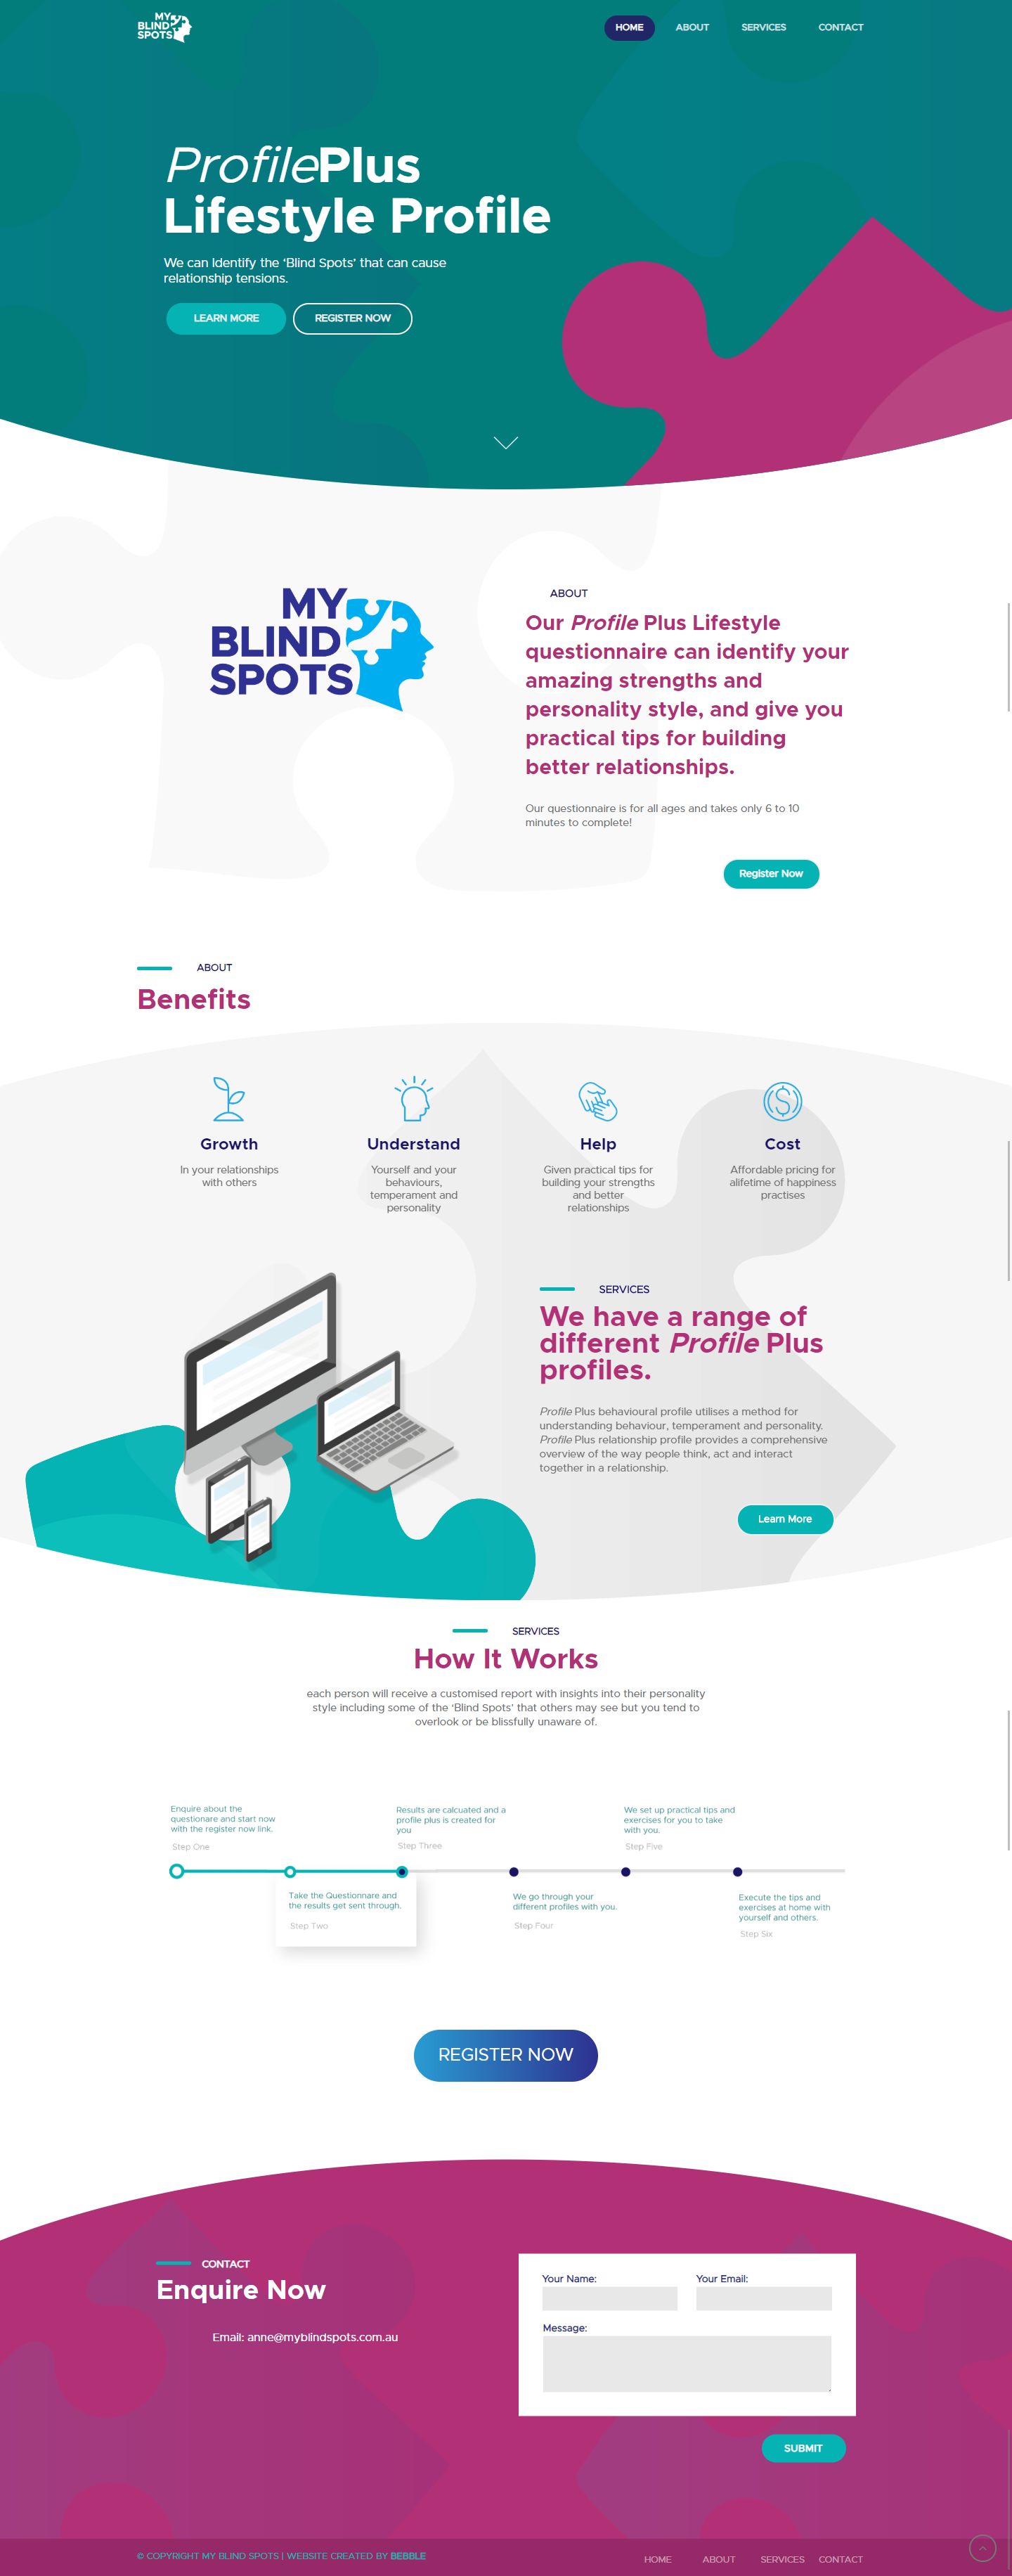 MY
BLIND
SPOTS
HOME
ABOUT
SERVICES
CONTACT
ProfilePlus
Lifestyle Profile
We can Identify the ‘Blind Spots’ that can cause
relationship tensions.
LEARN MORE
REGISTER NOW
MY
BLIND
SPOTS
ABOUT
Our Profile Plus Lifestyle
questionnaire can identify your
amazing strengths and
personality style, and give you
practical tips for building
better relationships.
Our questionnaire is for all ages and takes only 6 to 10
minutes to complete!
Register Now
ABOUT
Benefits
Growth
In your relationships
with others
Understand
Yourself and your
behaviours,
temperament and
personality
Help
Given practical tips for
building your strengths
and better
relationships
Cost
Affordable pricing for
alifetime of happiness
practises
SERVICES
We have a range of
different Profile Plus
profiles.
Profile Plus behavioural profile utilises a method for
understanding behaviour, temperament and personality.
Profile Plus relationship profile provides a comprehensive
overview of the way people think, act and interact
together in a relationship.
Learn More
SERVICES
How It Works
each person will receive a customised report with insights into their personality
style including some of the ‘Blind Spots’ that others may see but you tend to
overlook or be blissfully unaware of.
Enquire about the
questionare and start now
with the register now link.
Step One
Take the Questionnare and
the results get sent through.
Step Two
Results are calcuated and a
profile plus is created for
you
Step Three
We go through your
different profiles with you.
Step Four
We set up practical tips and
exercises for you to take
with you.
Step Five
Execute the tips and
exercises at home with
yourself and others.
Step Six
REGISTER NOW
CONTACT
Enquire Now
Email: anne@myblindspots.com.au
Your Name:
Your Email:
Message:
SUBMIT
© COPYRIGHT MY BLIND SPOTS | WEBSITE CREATED BY BEBBLE
HOME
ABOUT
SERVICES
CONTACT